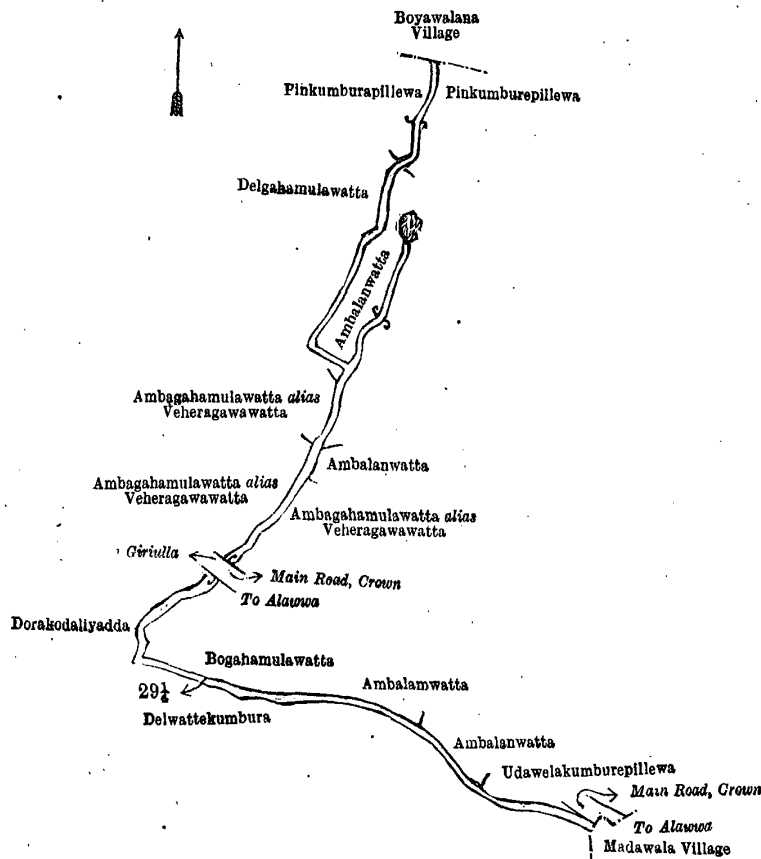 Boyawalana
Village
Pinkumburapillewa
Pinkumburepillewa
Delgahamulawatta
Ambalanwatta
Ambagahamulawatta alias
Veheragawawatta
Ambalanwatta
Ambagahamulawatta alias
Veheragawawatta
Ambagahamulawatta alias
Veheragawawatta
Giriulla
Main Road, Crown
To Alawwa
Dorakodaliyadda
Bogahamulawatta
29¼
Delwattekumbura
Ambalamwatta
Ambalanwatta
Udawelakumburepillewa
Main Road, Crown
To Alawwa
Madawala Village